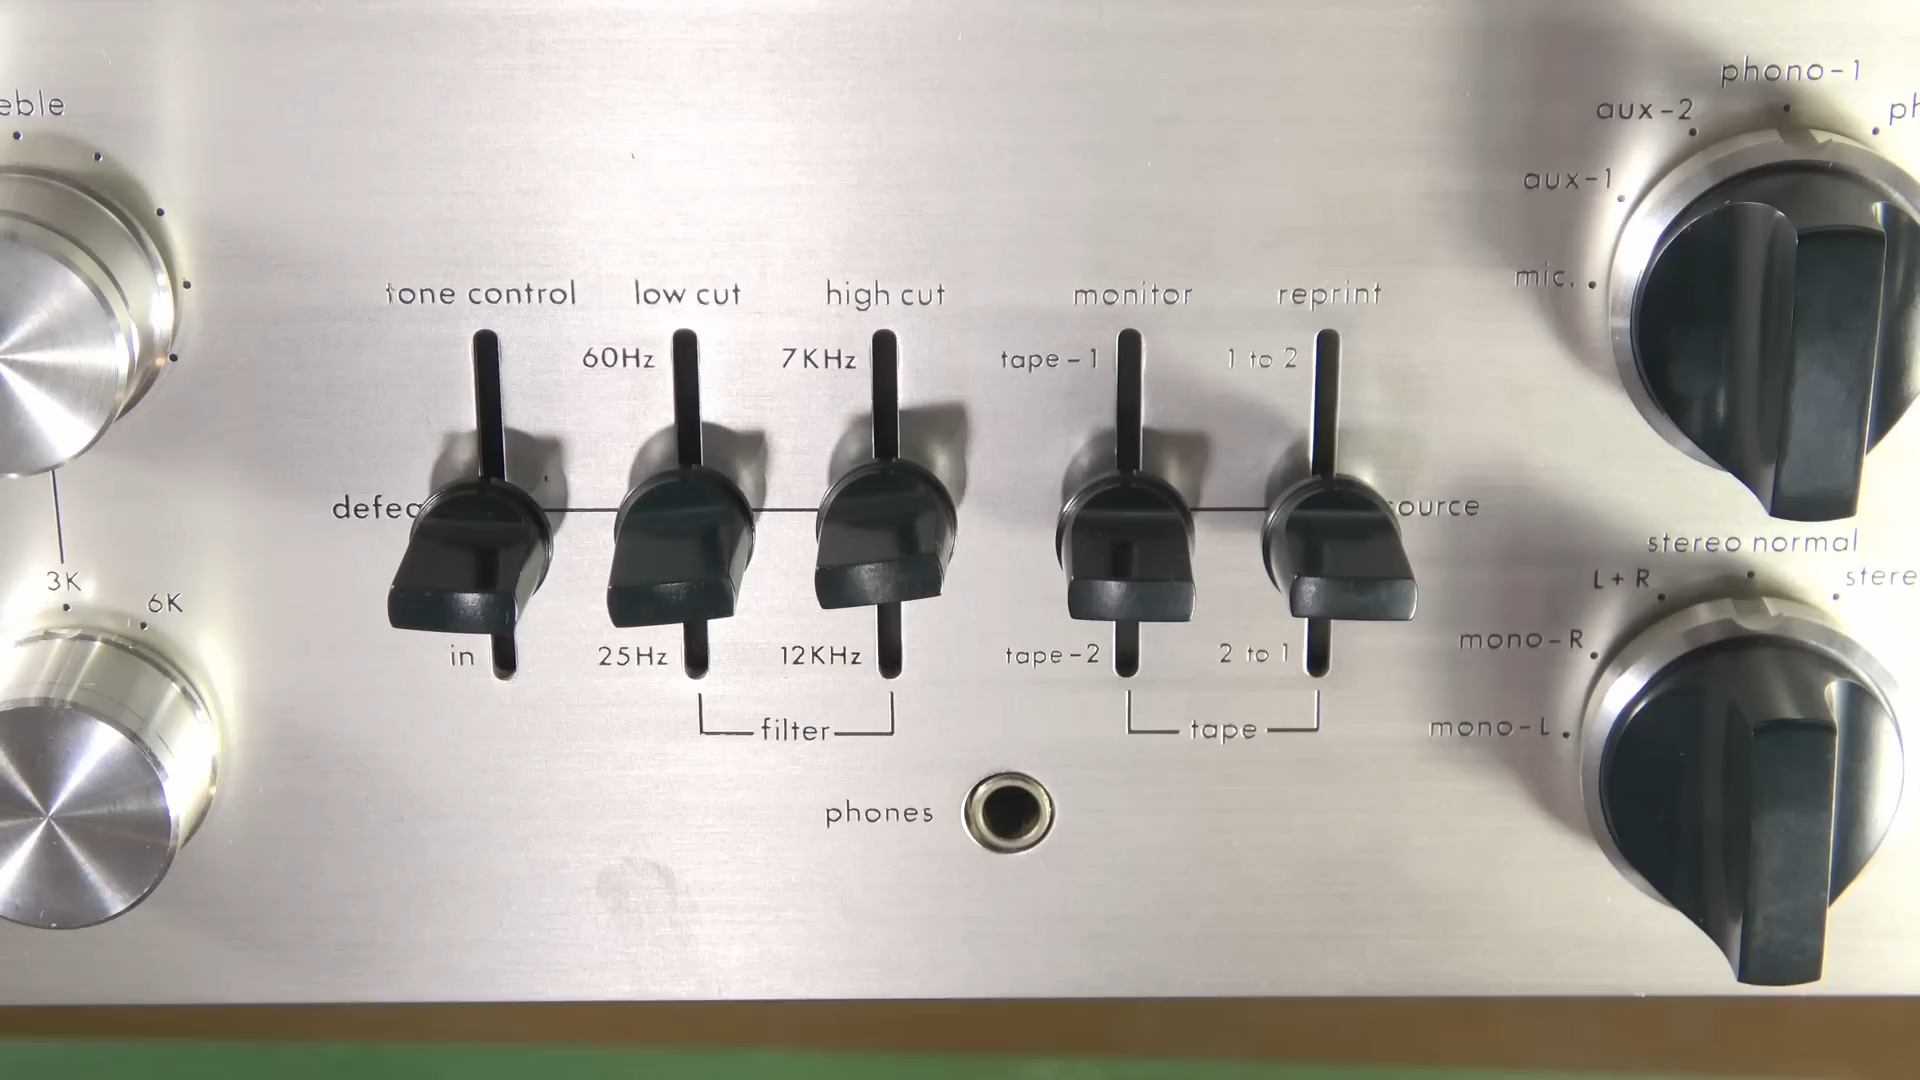 phono-1
aux-2
aux-1
mic.
tone control
low cut
high cut
monitor
reprint
60Hz
7KHz
tape-1
1 to 2
3K
6K
in
25Hz
12KHz
tape-2
2 to 1
filter
tape
phones
stereo normal
L+R
mono-R
mono-L